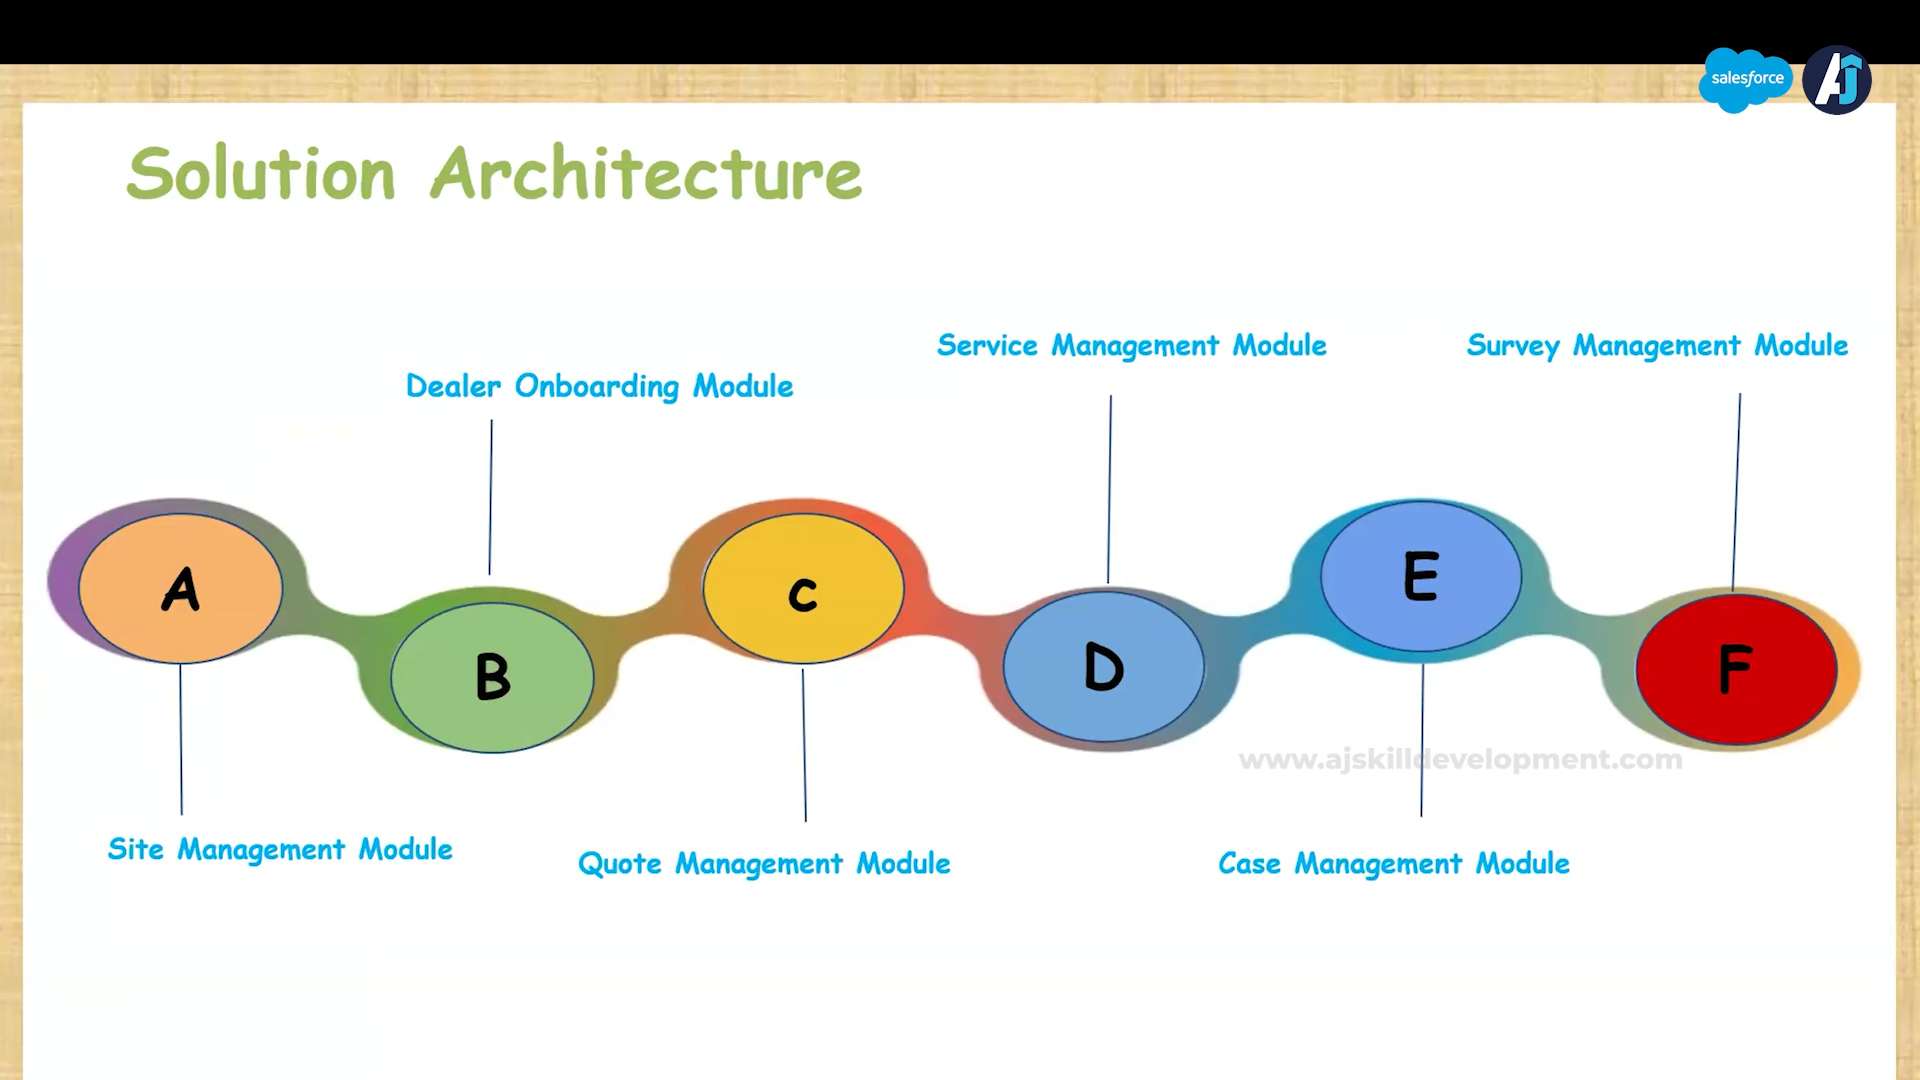 salesforce
AJ
Solution Architecture
Service Management Module
Survey Management Module
Dealer Onboarding Module
A
B
c
D
E
F
www.ajskilldevelopment.com
Site Management Module
Quote Management Module
Case Management Module